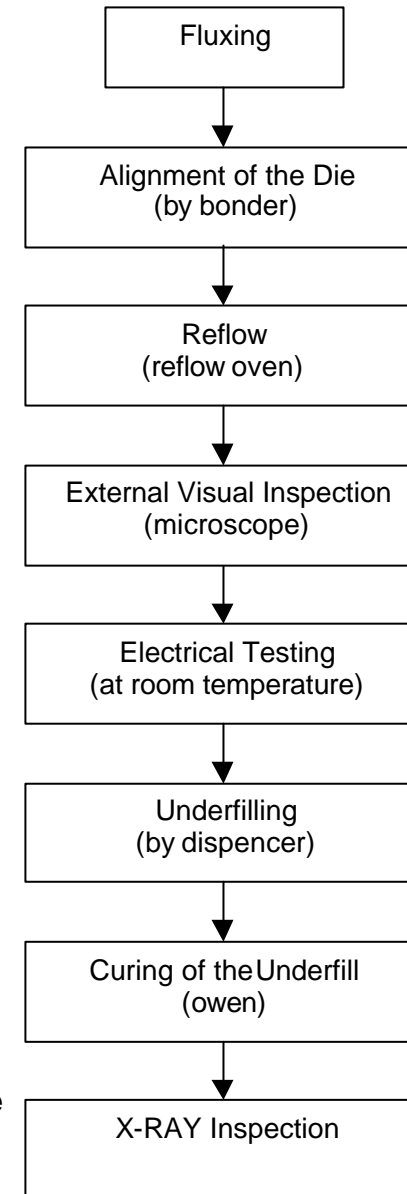 Fluxing
Alignment of the Die
(by bonder)
Reflow
(reflow oven)
External Visual Inspection
(microscope)
Electrical Testing
(at room temperature)
Underfilling
(by dispencer)
Curing of the Underfill
(owen)
e
X-RAY Inspection